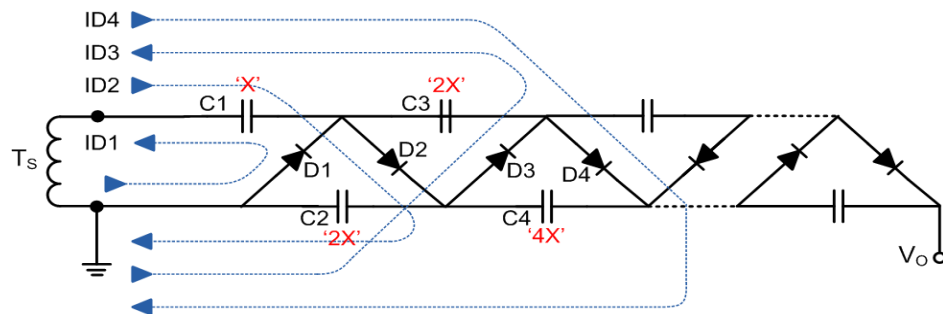 ID4
ID3
ID2
'X'
'2X'
C1
C3
ID1
TS
D1
D2
D3
D4
C2
C4
'2X'
'4X'
VO